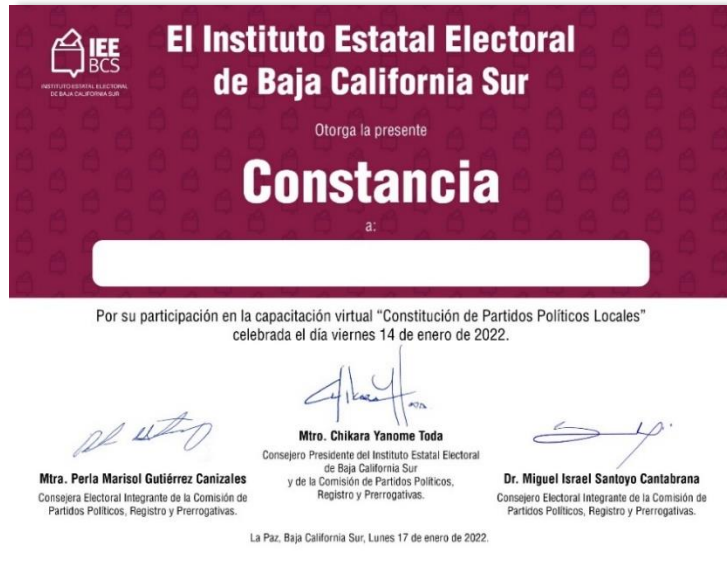 IEE
BCS
INSTITUTO ESTATAL ELECTORAL
DE BAJA CALIFORNIA SUR
El Instituto Estatal Electoral
de Baja California Sur
Otorga la presente
Constancia
a:
Por su participación en la capacitación virtual “Constitución de Partidos Políticos Locales”
celebrada el día viernes 14 de enero de 2022.
Mtra. Perla Marisol Gutiérrez Canizales
Consejera Electoral Integrante de la Comisión de
Partidos Políticos, Registro y Prerrogativas.
Mtro. Chikara Yanome Toda
Consejero Presidente del Instituto Estatal Electoral
de Baja California Sur
y de la Comisión de Partidos Políticos,
Registro y Prerrogativas.
Dr. Miguel Israel Santoyo Cantabrana
Consejero Electoral Integrante de la Comisión de
Partidos Políticos, Registro y Prerrogativas.
La Paz, Baja California Sur, Lunes 17 de enero de 2022.